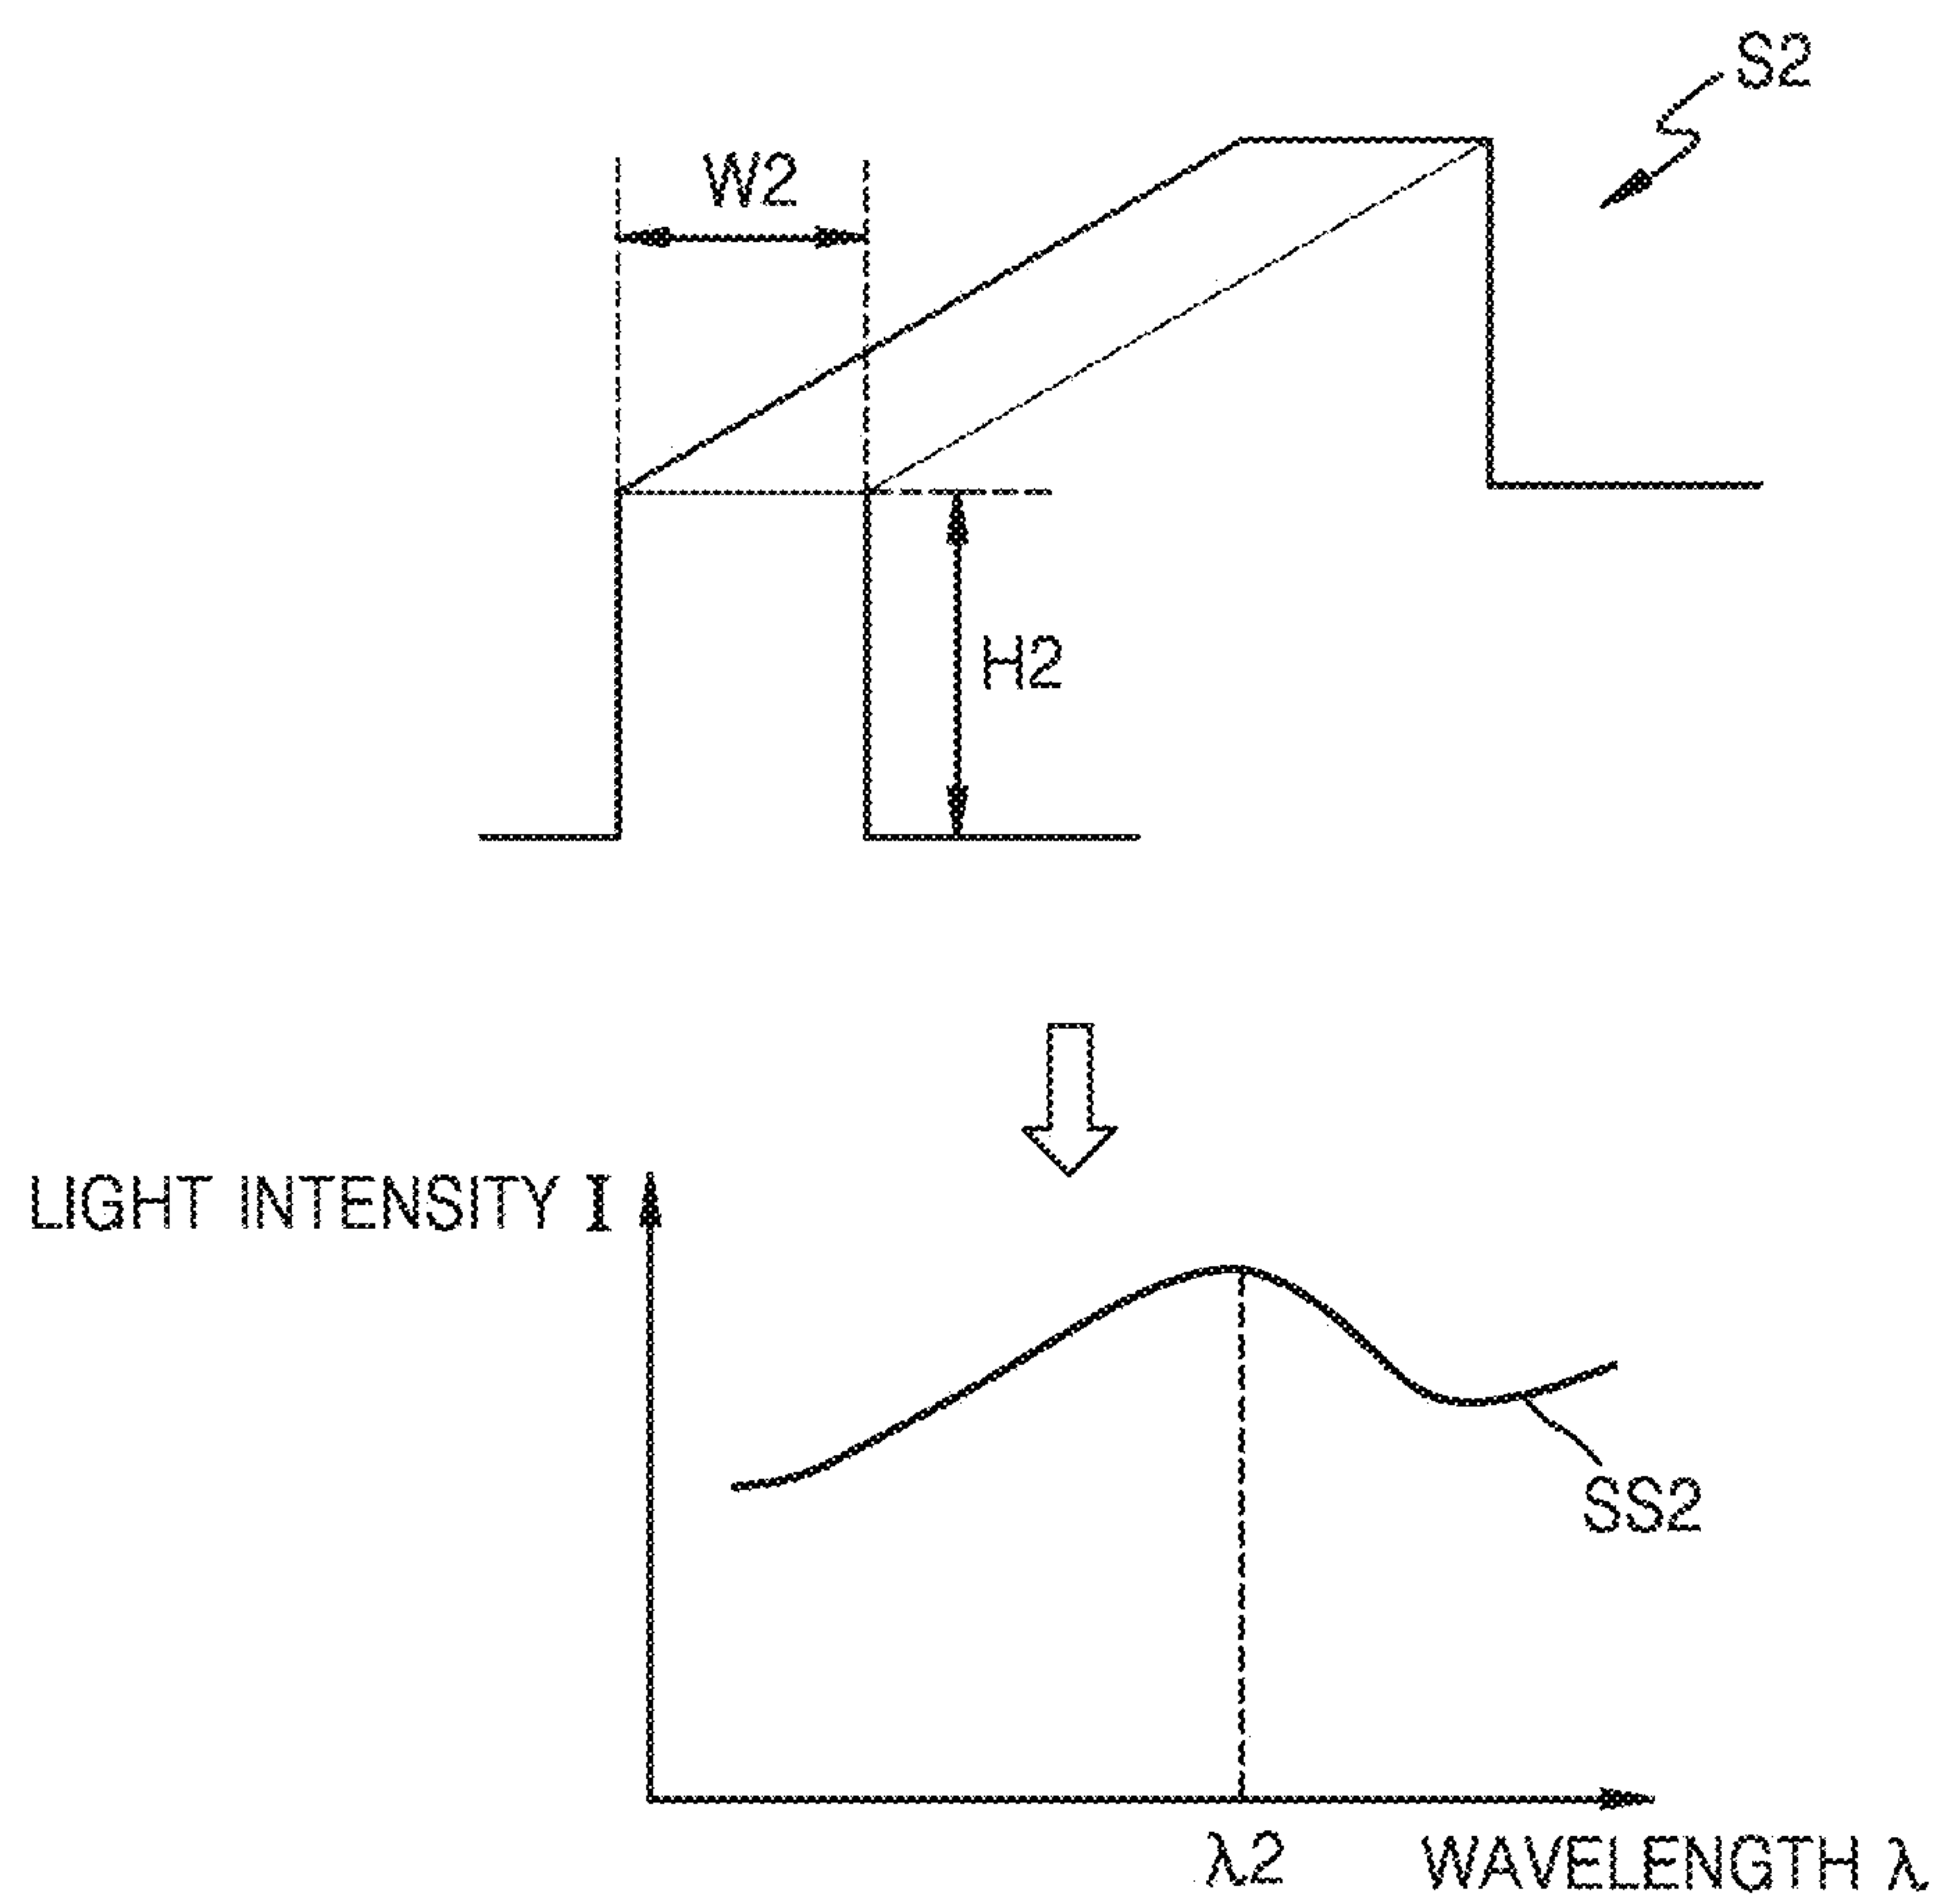 S2
W2
H2
LIGHT INTENSITY I
SS2
λ2
WAVELENGTH λ